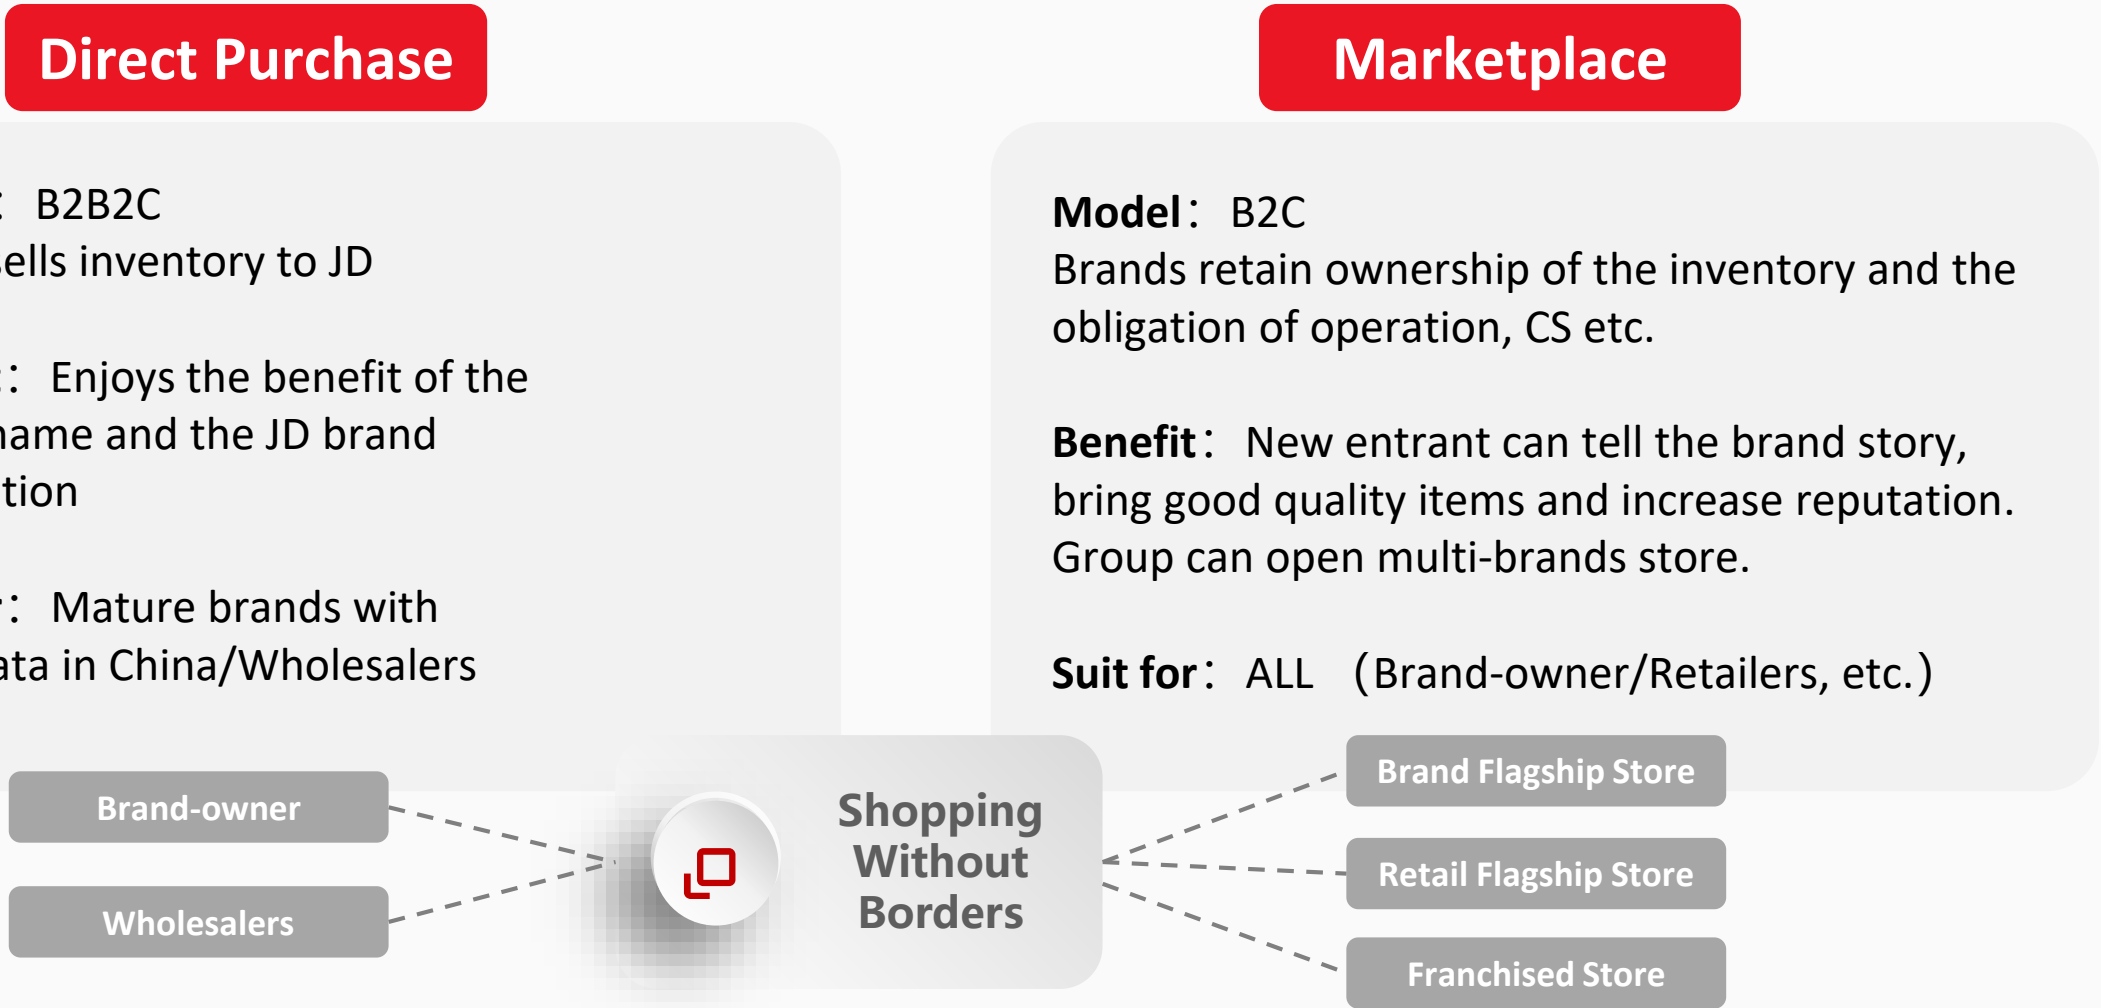 Direct Purchase
: B2B2C
sells inventory to JD
: Enjoys the benefit of the
name and the JD brand
: Mature brands with
in China/Wholesalers
Brand-owner
Wholesalers
Shopping
Without
Borders
Marketplace
Model： B2C
Brands retain ownership of the inventory and the
obligation of operation, CS etc.
Benefit： New entrant can tell the brand story,
bring good quality items and increase reputation.
Group can open multi-brands store.
Suit for： ALL （Brand-owner/Retailers, etc.）
Brand Flagship Store
Retail Flagship Store
Franchised Store